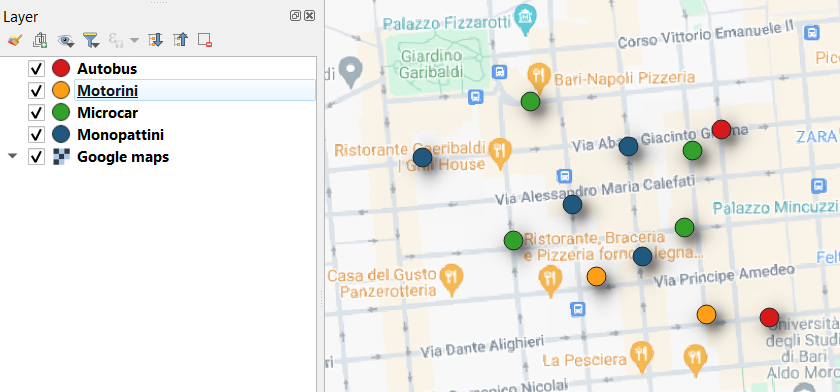 Layer
Autobus
Motorini
Microcar
Monopattini
Google maps
Palazzo Fizzarotti
Corso Vittorio Emanuele II
Giardino
Garibaldi
Bari-Napoli Pizzeria
Via Abate Giacinto Gimma
ZARA
Ristorante Garibaldi
| Grill House
Via Alessandro Maria Calefati
Palazzo Mincuzzi
Ristorante, Braceria
e Pizzeria forno a legna...
Felt
Casa del Gusto
Panzerotteria
Via Principe Amedeo
Università
degli Studi
di Bari
Aldo Moro
Via Dante Alighieri
La Pesciera
Domenico Nicolai